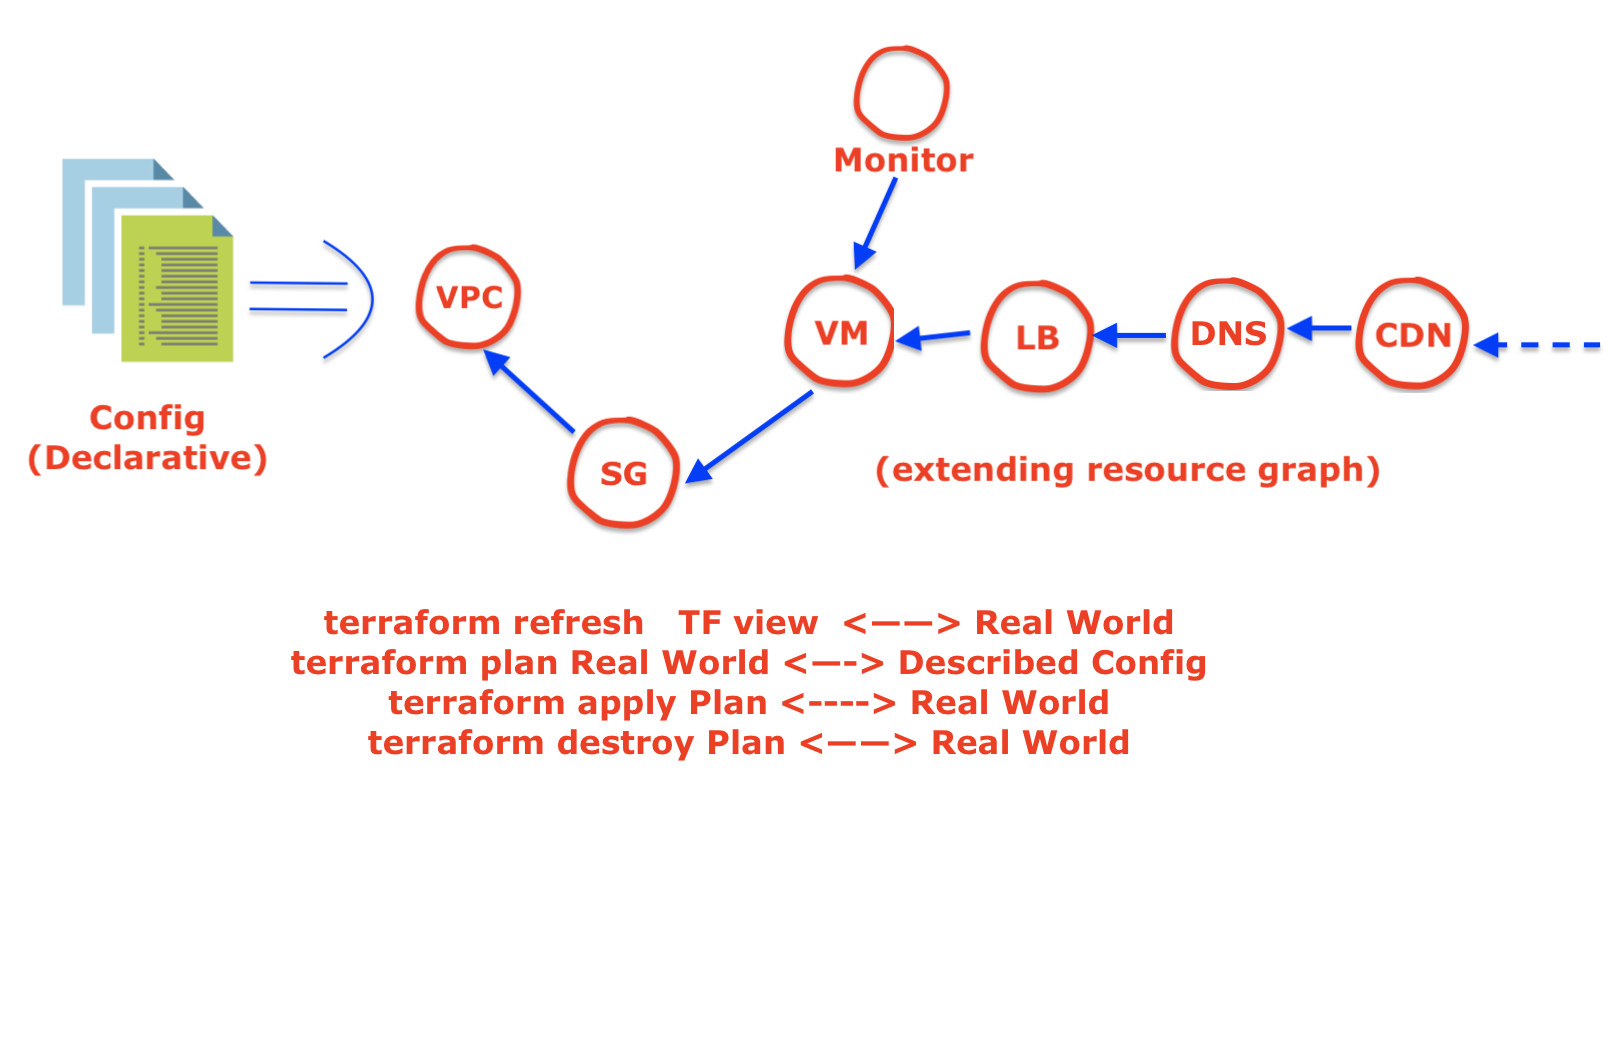 Monitor
VPC
VM
LB
DNS
CDN
Config
(Declarative)
SG
(extending resource graph)
terraform refresh   TF view  <——> Real World
terraform plan Real World <—-> Described Config
terraform apply Plan <----> Real World
terraform destroy Plan <——> Real World